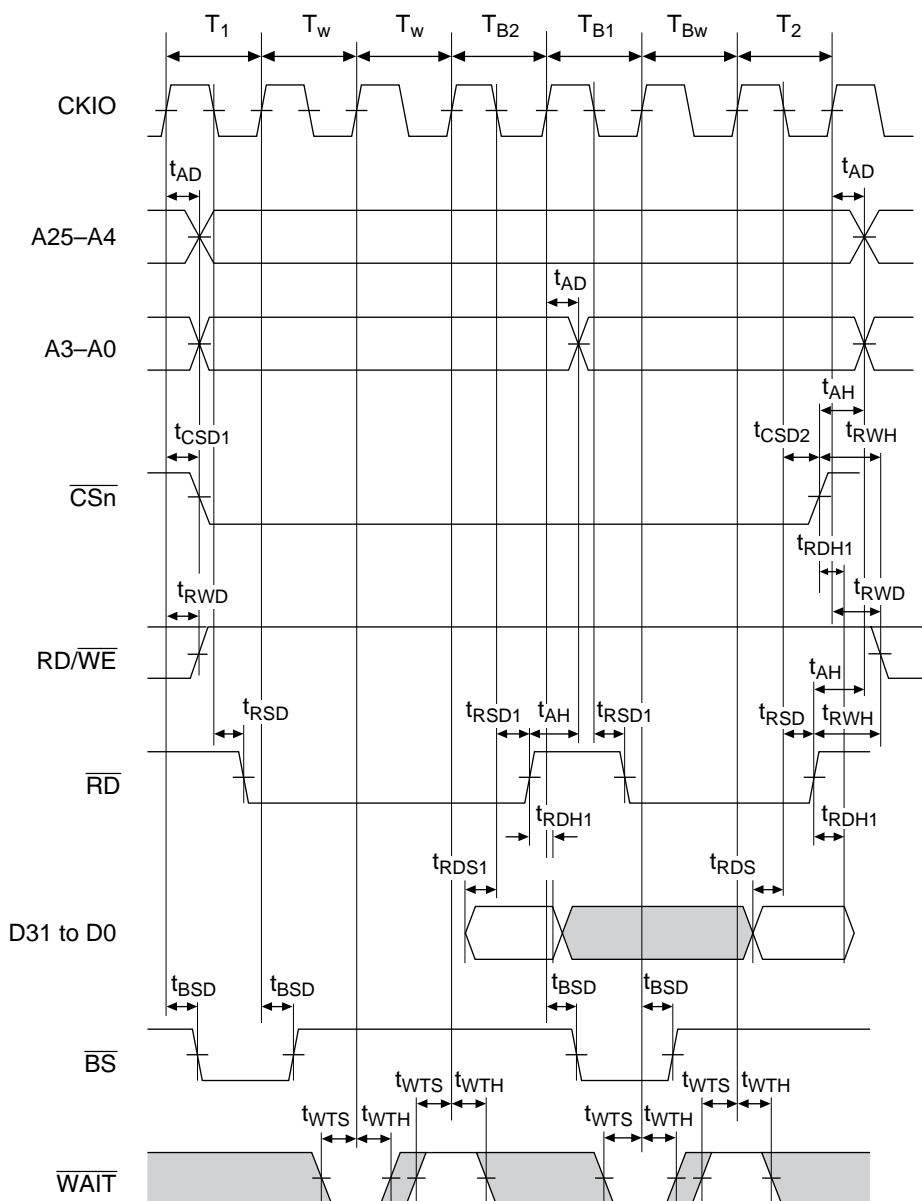 T1 Tw Tw TB2 TB1 TBw T2
CKIO
tAD tAD
A25–A4
tAD
A3–A0
tAH
tCSD1 tCSD2 tRWH
CSn
tRDH1
tRWD tRWD
RD/WE
tAH
tRSD tRSD1 tAH tRSD1 tRSD tRWH
RD
tRDH1 tRDH1
tRDS1 tRDS
D31 to D0
tBSD tBSD tBSD tBSD
BS
tWTS tWTH tWTS tWTH
tWTS tWTH tWTS tWTH
WAIT